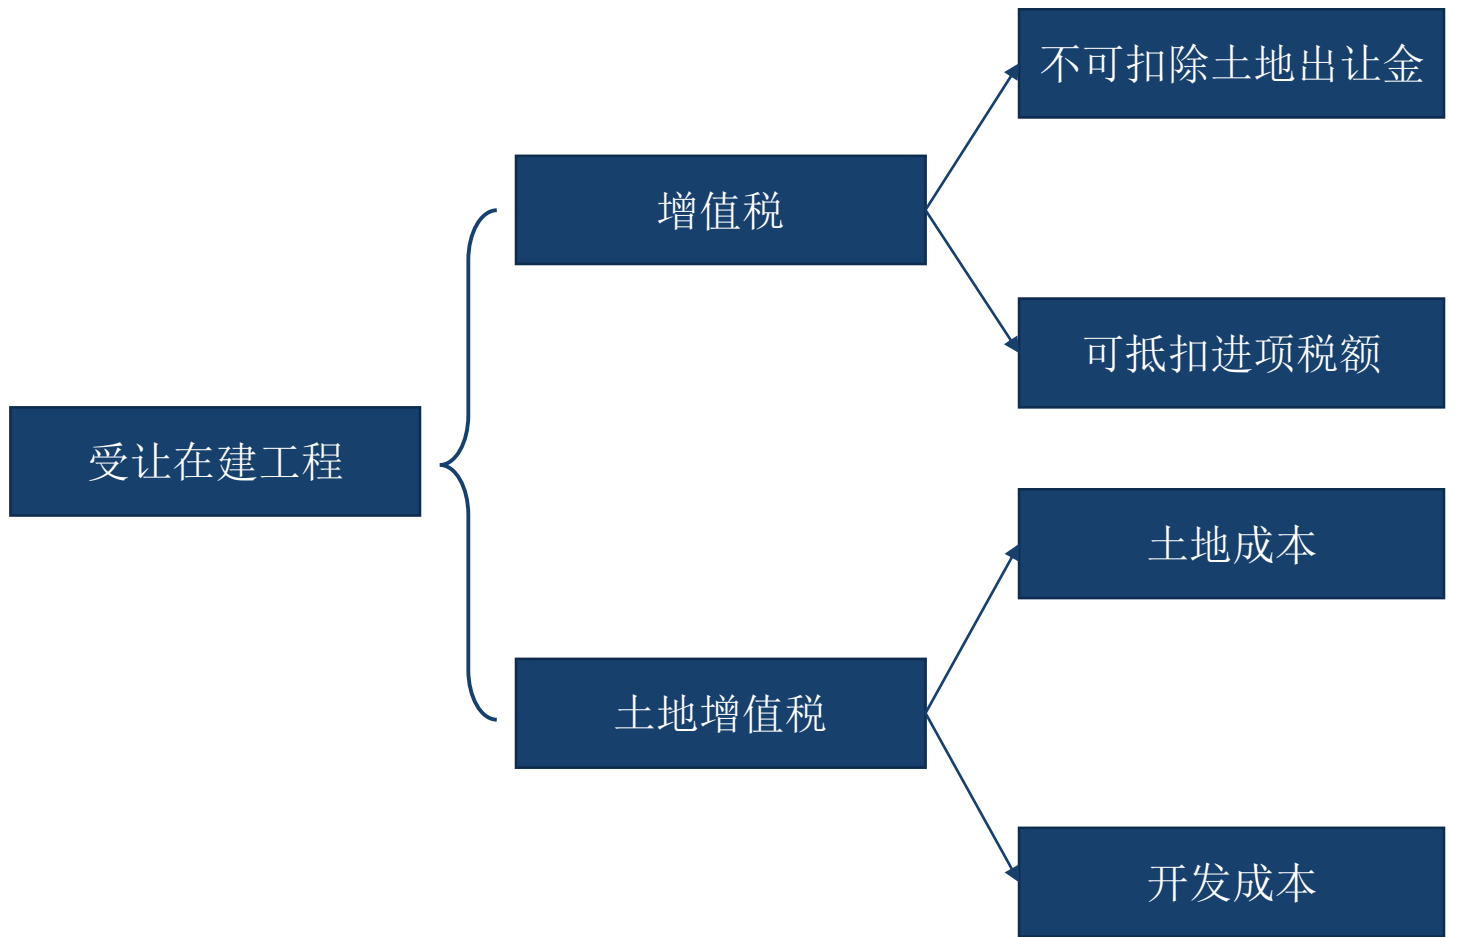 不可扣除土地出让金
增值税
可抵扣进项税额
受让在建工程
土地成本
土地增值税
开发成本